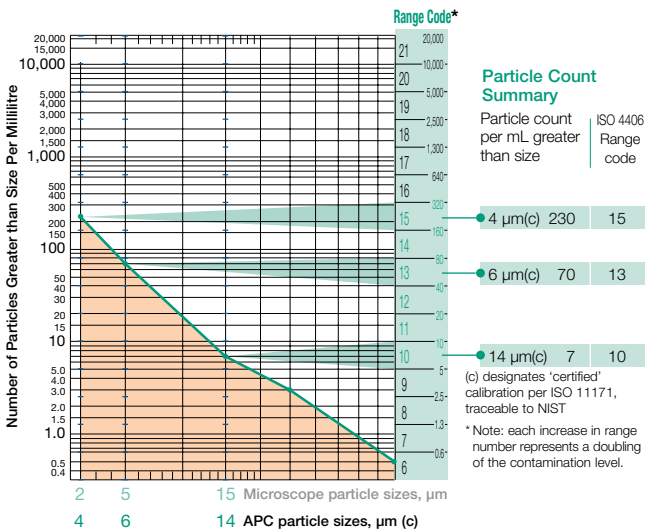 Range Code*
Number of Particles Greater than Size Per Millilitre
20,000
15,000
10,000
5,000
4,000
3,000
2,000
1,500
1,000
500
400
300
200
150
100
50
40
30
20
15
10
5.0
4.0
3.0
2.0
1.5
1.0
0.5
0.4
21
20
19
18
17
16
15
14
13
12
11
10
9
8
7
6
20,000
10,000
5,000
2,500
1,300
640
320
160
80
40
20
10
5
2.5
1.3
0.6
2 5 15 Microscope particle sizes, µm
4 6 14 APC particle sizes, µm (c)
Particle Count
Summary
Particle count
per mL greater
than size
ISO 4406
Range
code
4 µm(c) 230 15
6 µm(c) 70 13
14 µm(c) 7 10
(c) designates ‘certified’
calibration per ISO 11171,
traceable to NIST
* Note: each increase in range
number represents a doubling
of the contamination level.